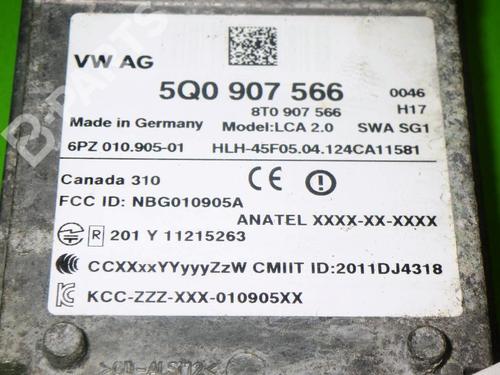 VW AG
5Q0 907 566 0046
8T0 907 566 H17
Made in Germany Model:LCA 2.0 SWA SG1
6PZ 010.905-01 HLH-45F05.04.124CA11581
Canada 310
FCC ID: NBG010905A
ANATEL XXXX-XX-XXXX
R 201 Y 11215263
CCXXxxYYyyyZzW CMIIT ID:2011DJ4318
KCC-ZZZ-XXX-010905XX